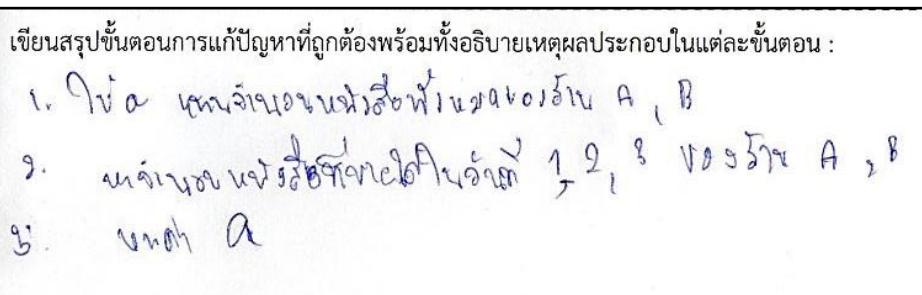 เขียนสรุปขั้นตอนการแก้ปัญหาที่ถูกต้องพร้อมทั้งอธิบายเหตุผลประกอบในแต่ละขั้นตอน :
1. ให้ a แทนจำนวนหนังสือทั้งหมดของร้าน A , B
2. หาจำนวนหนังสือที่ขายได้ในวันที่ 1, 2, 3 ของร้าน A , B
3. หาค่า a